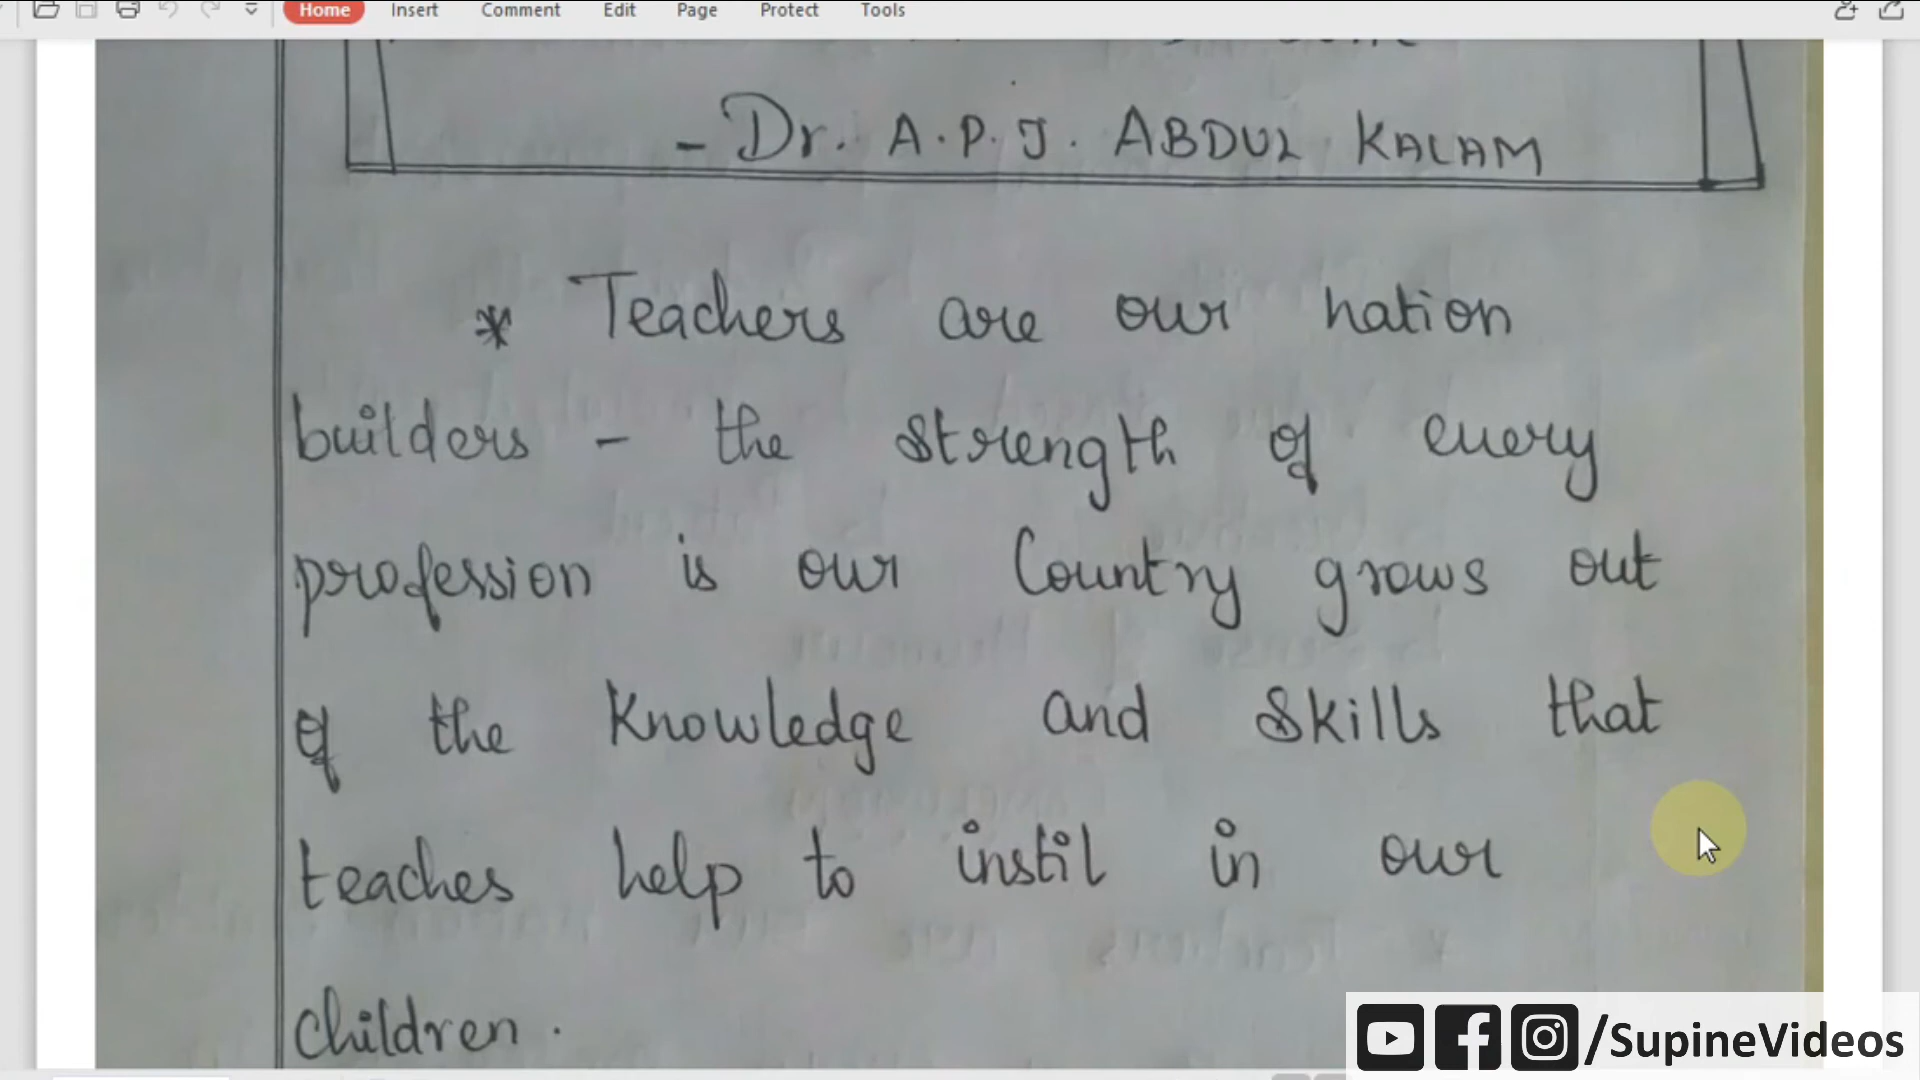 Home Insert Comment Edit Page Protect Tools
- Dr. A.P.J. ABDUL KALAM
* Teachers are our nation
builders - the strength of every
profession is our Country grows out
of the Knowledge and Skills that
teaches help to instil in our
children.
/SupineVideos